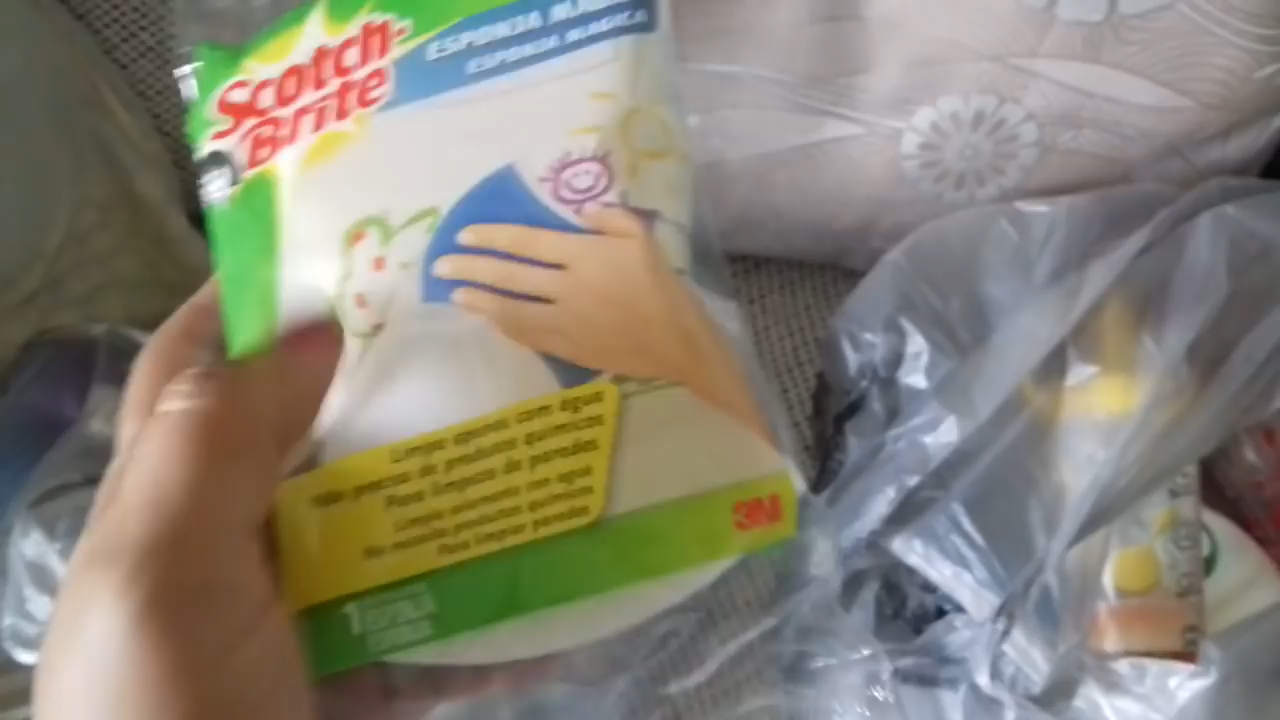 Scotch-
Brite
ESPONJA
ESPONJA MÁGICA
Limpa apenas com água
Não precisa de produtos químicos
Para limpeza de paredes
Limpia solamente con agua
No necesita productos químicos
Para limpiar paredes
3M
1